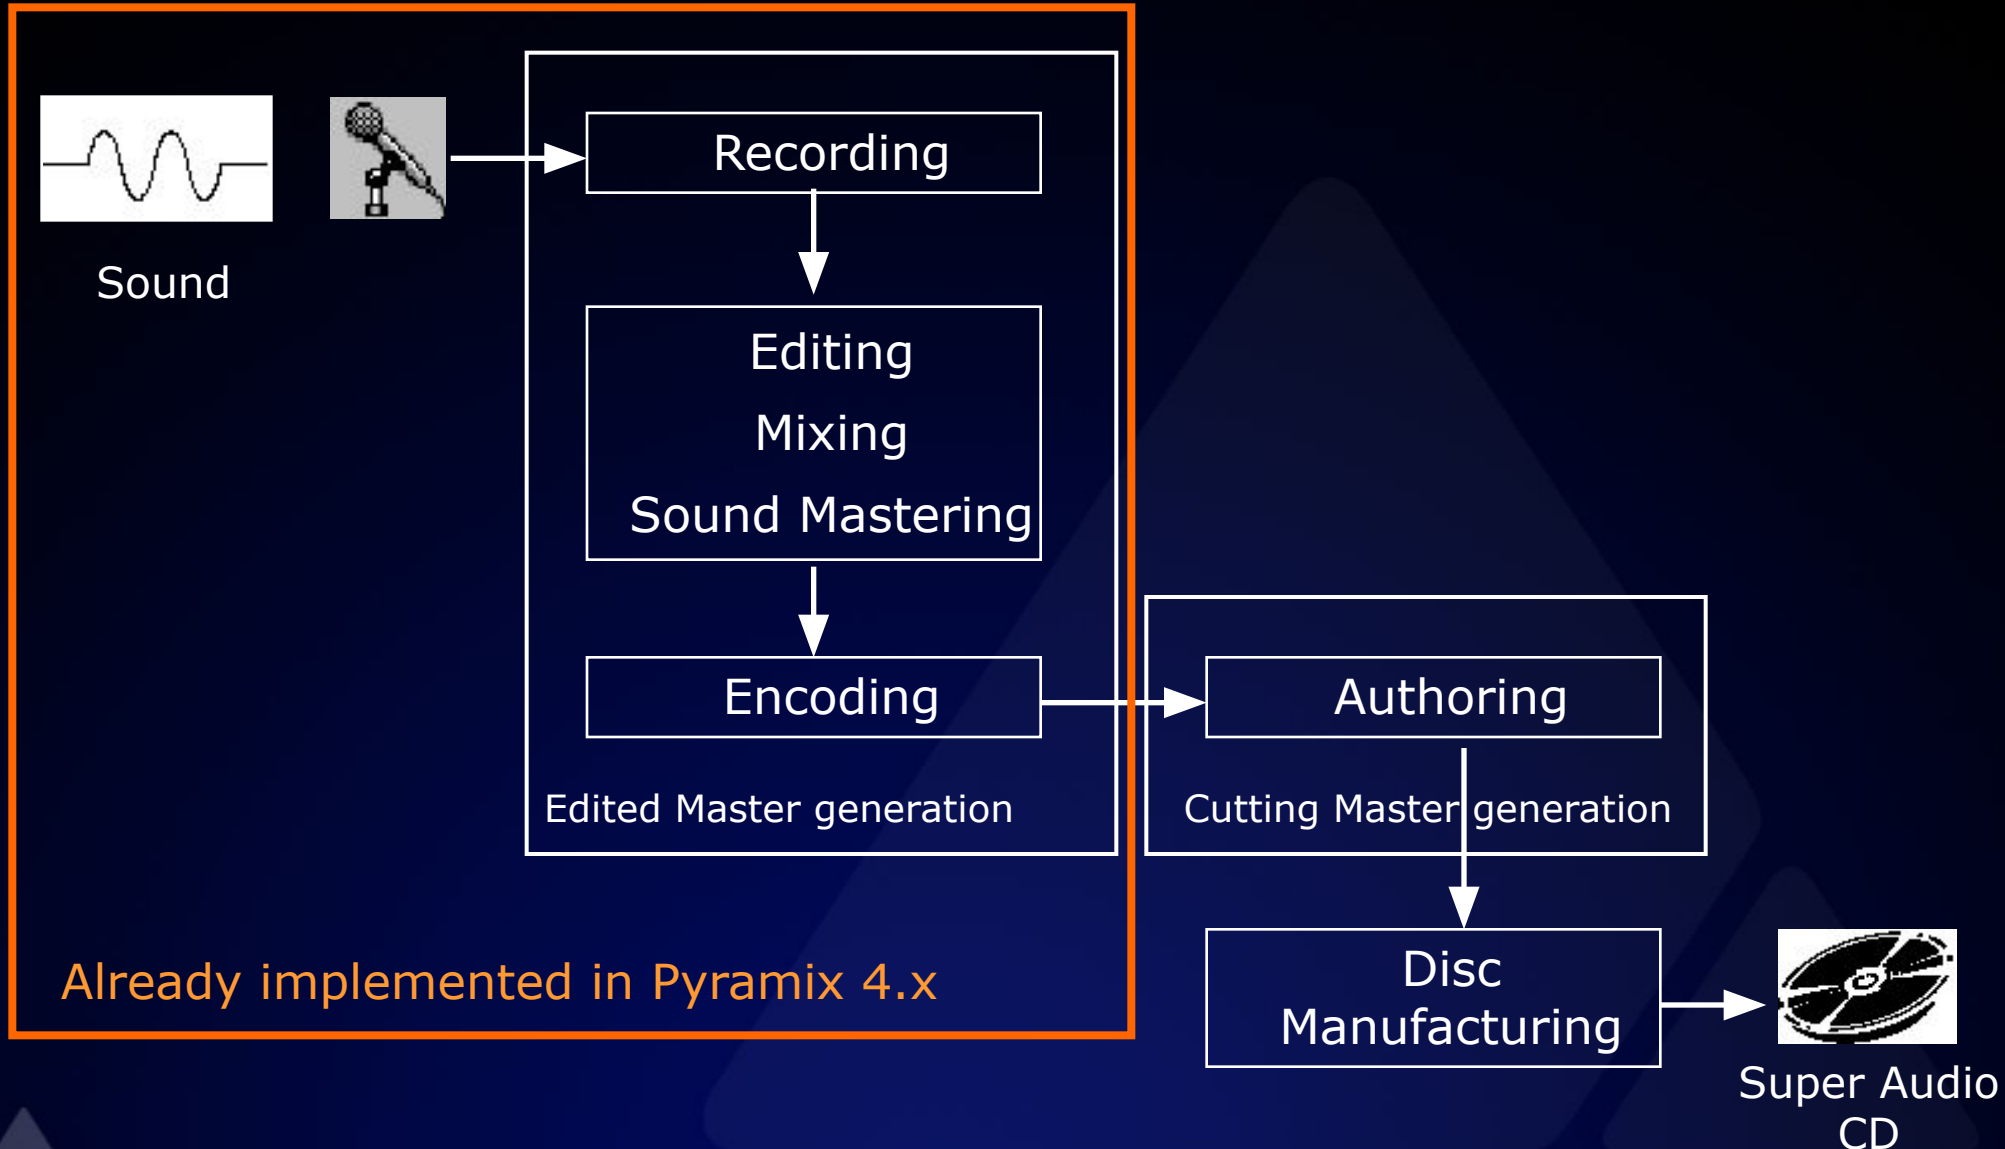 Sound
Recording
Editing
Mixing
Sound Mastering
Encoding
Edited Master generation
Already implemented in Pyramix 4.x
Authoring
Cutting Master generation
Disc
Manufacturing
Super Audio
CD